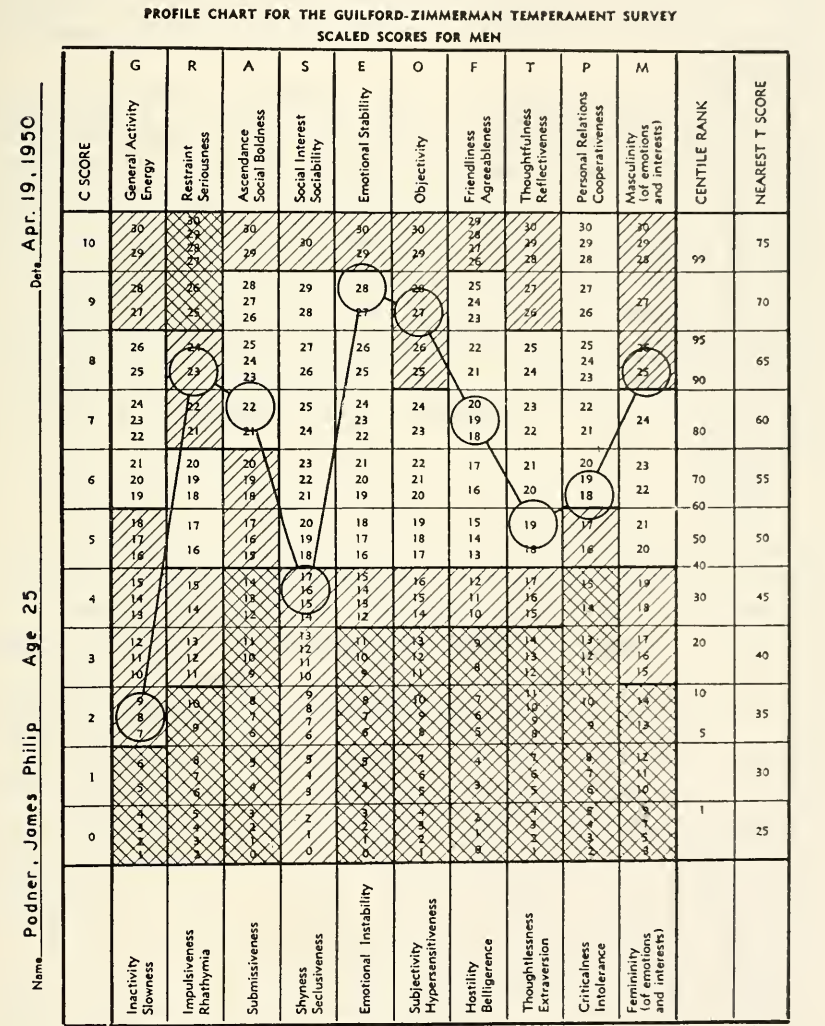 PROFILE CHART FOR THE GUILFORD-ZIMMERMAN TEMPERAMENT SURVEY
SCALED SCORES FOR MEN
Name Podner, James Philip Age 25 Date Apr. 19, 1950
G R A S E O F T P M
C SCORE
General Activity
Energy
Restraint
Seriousness
Ascendance
Social Boldness
Social Interest
Sociability
Emotional Stability
Objectivity
Friendliness
Agreeableness
Thoughtfulness
Reflectiveness
Personal Relations
Cooperativeness
Masculinity
(of emotions
and interests)
CENTILE RANK
NEAREST T SCORE
10 30 30 30 30 30 30 29 30 30 30 75
29 29 29 29 29 28 29 29 29
28 27 28 28 28
27 26 99
9 28 26 28 29 28 28 25 27 27 27 70
27 25 27 28 27 27 24 26 26
26 23
8 26 24 25 27 26 26 22 25 25 26 95 65
25 23 24 26 25 25 21 24 24 25
23 23 90
7 24 22 22 25 24 24 20 23 22 24 80 60
23 21 21 24 23 23 19 22 21
22 22 18
6 21 20 20 23 21 22 17 21 20 23 70 55
20 19 19 22 20 21 16 20 19 22
19 18 18 21 19 20 18 60
5 18 17 17 20 18 19 15 19 17 21 50 50
17 16 16 19 17 18 14 18 16 20
16 15 18 16 17 13 40
4 15 15 14 17 15 16 12 17 15 19 30 45
14 14 13 16 14 15 11 16 14 18
13 12 15 13 14 10 15
14 12
3 12 13 11 13 11 13 9 14 13 17 20 40
11 12 10 12 10 12 8 13 12 16
10 11 9 11 9 11 12 11 15
10
2 9 10 8 9 8 10 7 11 10 14 10 35
8 9 7 8 7 9 6 10 9 13
7 6 7 6 8 5 9 5
6 8
1 6 8 5 5 5 7 4 7 8 12 30
5 7 4 4 4 6 3 6 7 11
6 3 5 5 6 10
0 4 5 3 2 3 4 2 4 4 9 1 25
3 4 2 1 2 3 1 3
2 3 1 0 1 2 0 2
1 2 0 0 1 1
Inactivity
Slowness
Impulsiveness
Rhathymia
Submissiveness
Shyness
Seclusiveness
Emotional Instability
Subjectivity
Hypersensitiveness
Hostility
Belligerence
Thoughtlessness
Extraversion
Criticalness
Intolerance
Femininity
(of emotions
and interests)